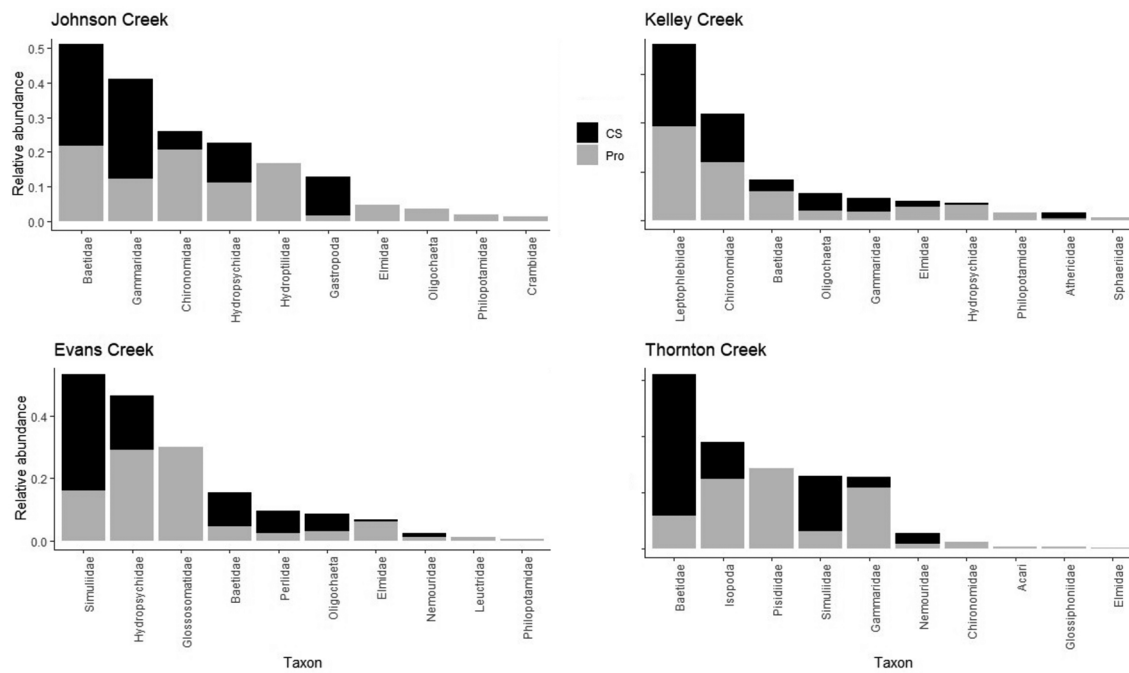 Johnson Creek
Relative abundance
0.5
0.4
0.3
0.2
0.1
0.0
Baetidae
Gammaridae
Chironomidae
Hydropsychidae
Hydroptilidae
Gastropoda
Elmidae
Oligochaeta
Philopotamidae
Crambidae
Kelley Creek
CS
Pro
Leptophlebiidae
Chironomidae
Baetidae
Oligochaeta
Gammaridae
Elmidae
Hydropsychidae
Philopotamidae
Athericidae
Sphaeriidae
Evans Creek
Relative abundance
0.4
0.2
0.0
Simuliidae
Hydropsychidae
Glossosomatidae
Baetidae
Perlidae
Oligochaeta
Elmidae
Nemouridae
Leuctridae
Philopotamidae
Taxon
Thornton Creek
Baetidae
Isopoda
Pisidiidae
Simuliidae
Gammaridae
Nemouridae
Chironomidae
Acari
Glossiphoniidae
Elmidae
Taxon